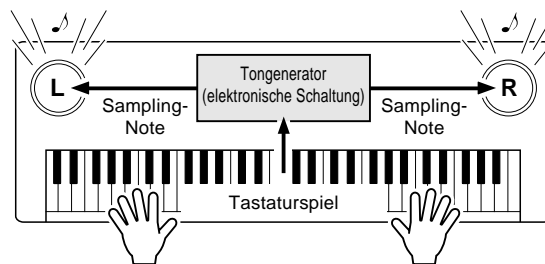 Tongenerator
(elektronische Schaltung)
L
R
Sampling-
Note
Sampling-
Note
Tastaturspiel